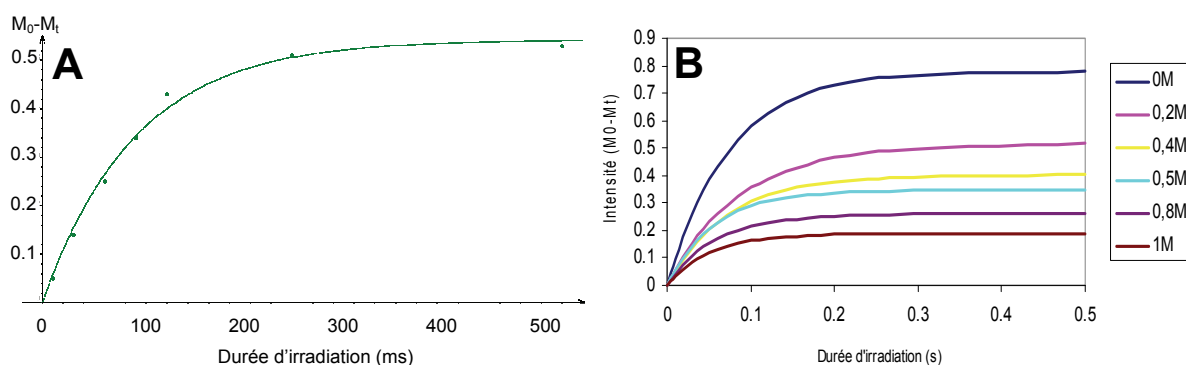 M₀-Mₜ
A
0.5
0.4
0.3
0.2
0.1
0 100 200 300 400 500
Durée d'irradiation (ms)
B
Intensité (M0-Mt)
0.9
0.8
0.7
0.6
0.5
0.4
0.3
0.2
0.1
0
0 0.1 0.2 0.3 0.4 0.5
Durée d'irradiation (s)
0M
0,2M
0,4M
0,5M
0,8M
1M